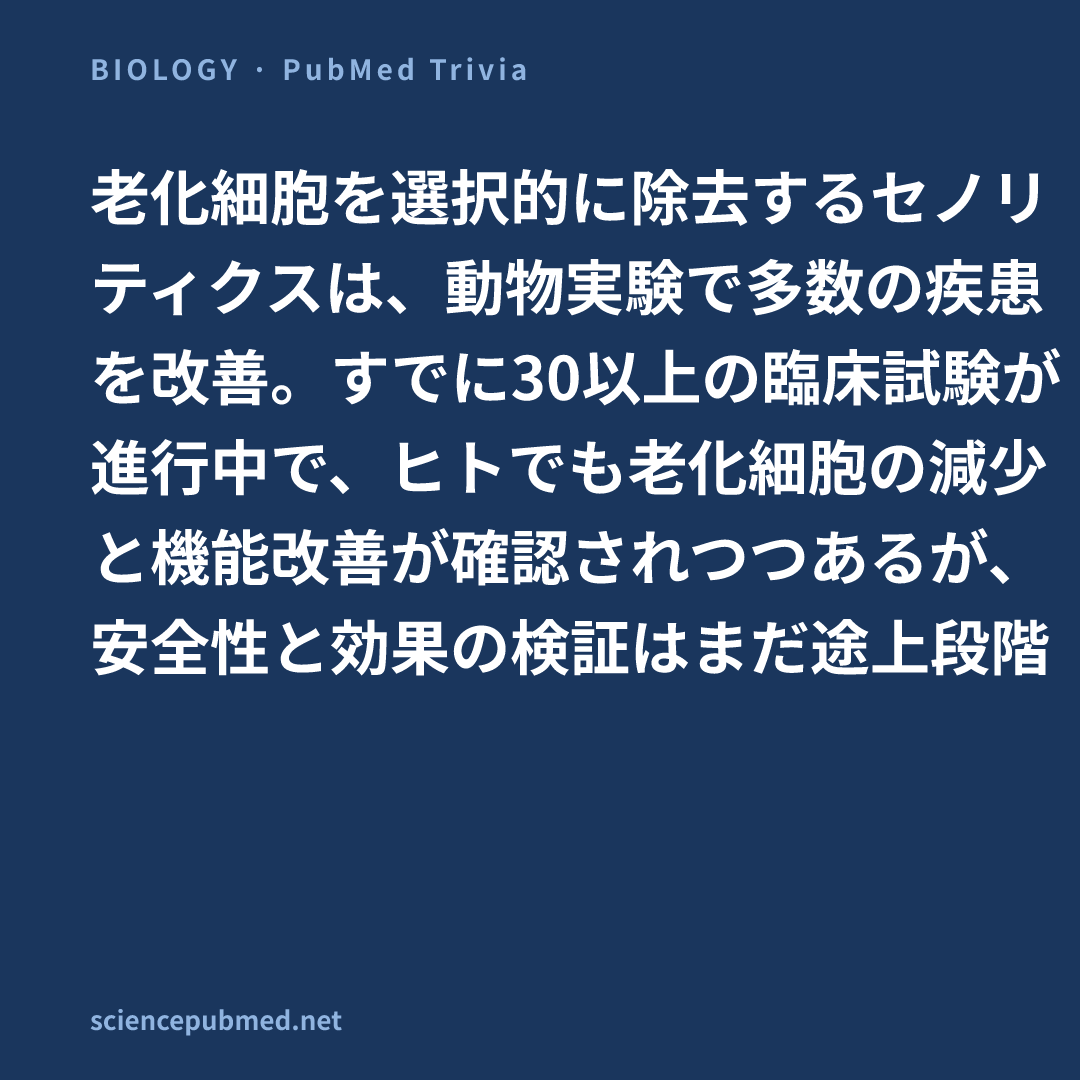 BIOLOGY · PubMed Trivia
老化細胞を選択的に除去するセノリ
ティクスは、動物実験で多数の疾患
を改善。すでに30以上の臨床試験が
進行中で、ヒトでも老化細胞の減少
と機能改善が確認されつつあるが、
安全性と効果の検証はまだ途上段階
sciencepubmed.net